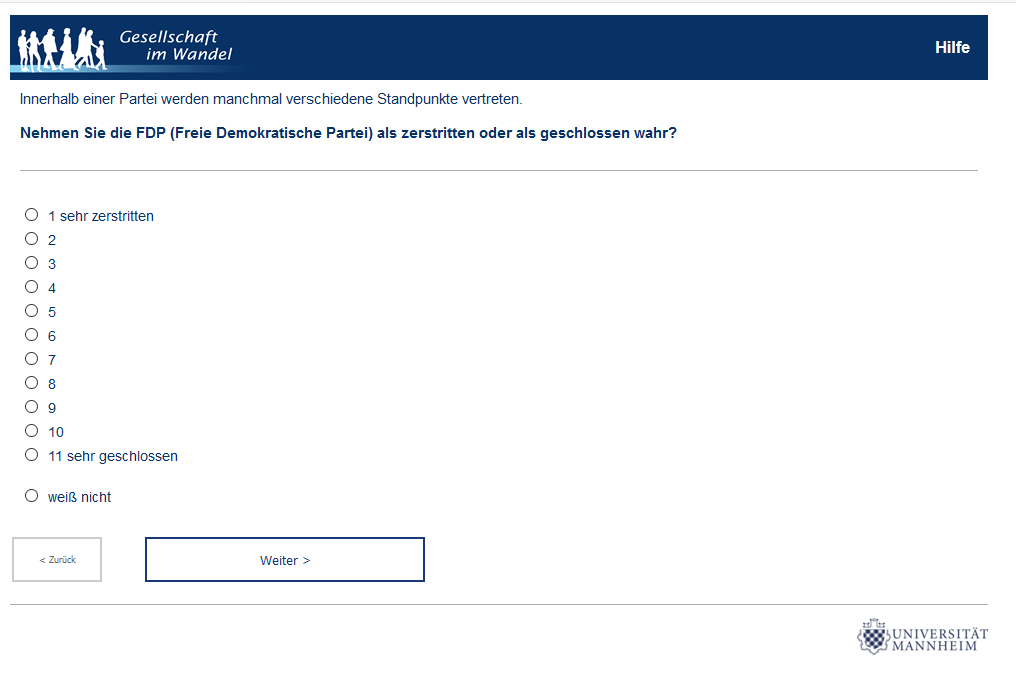 Gesellschaft
im Wandel
Hilfe
Innerhalb einer Partei werden manchmal verschiedene Standpunkte vertreten.
Nehmen Sie die FDP (Freie Demokratische Partei) als zerstritten oder als geschlossen wahr?
1 sehr zerstritten
2
3
4
5
6
7
8
9
10
11 sehr geschlossen
weiß nicht
< Zurück
Weiter >
UNIVERSITÄT
MANNHEIM